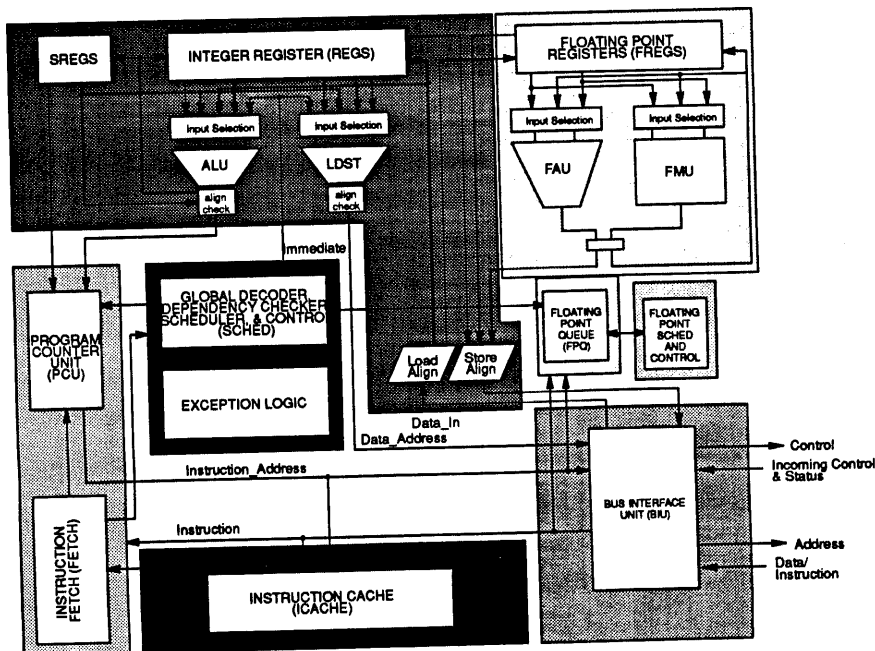 SREGS
INTEGER REGISTER (REGS)
FLOATING POINT
REGISTERS (FREGS)
Input Selection
Input Selection
Input Selection
Input Selection
ALU
LDST
FAU
FMU
align
check
align
check
Immediate
GLOBAL DECODER
DEPENDENCY CHECKER
SCHEDULER, & CONTROL
(SCHED)
PROGRAM
COUNTER
UNIT
(PCU)
FLOATING
POINT
QUEUE
(FPQ)
FLOATING
POINT
SCHED
AND
CONTROL
Load
Align
Store
Align
EXCEPTION LOGIC
Data_In
Data_Address
Control
Incoming Control
& Status
Instruction_Address
BUS INTERFACE
UNIT (BIU)
Instruction
Address
Data/
Instruction
INSTRUCTION
FETCH (FETCH)
INSTRUCTION CACHE
(ICACHE)